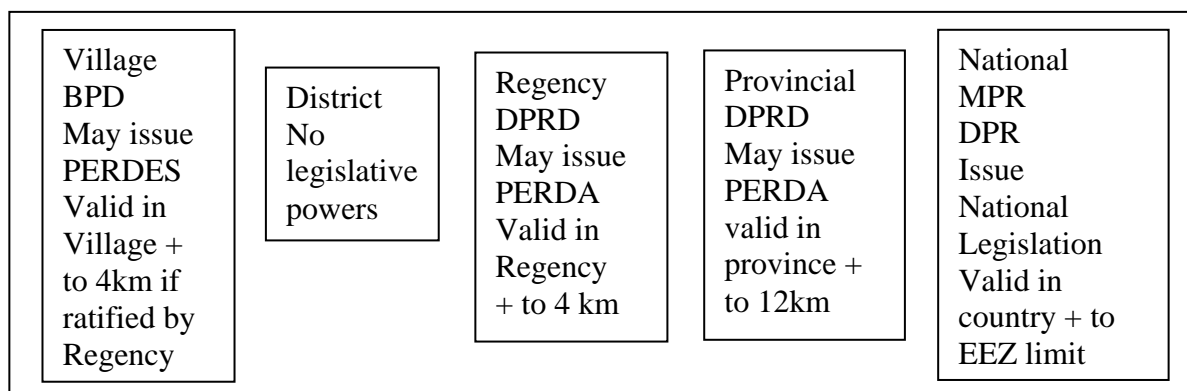 Village
BPD
May issue
PERDES
Valid in
Village +
to 4km if
ratified by
Regency
District
No
legislative
powers
Regency
DPRD
May issue
PERDA
Valid in
Regency
+ to 4 km
Provincial
DPRD
May issue
PERDA
valid in
province +
to 12km
National
MPR
DPR
Issue
National
Legislation
Valid in
country + to
EEZ limit